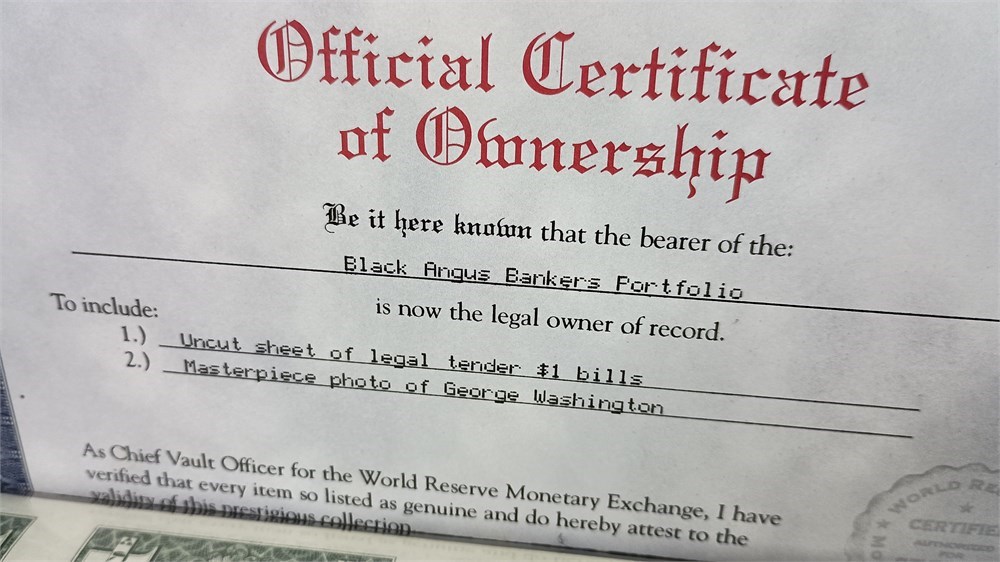 Official Certificate
of Ownership
Be it here known that the bearer of the:
Black Angus Bankers Portfolio
is now the legal owner of record.
To include:
1.) Uncut sheet of legal tender $1 bills
2.) Masterpiece photo of George Washington
As Chief Vault Officer for the World Reserve Monetary Exchange, I have
verified that every item so listed as genuine and do hereby attest to the
validity of this prestigious collection.
WORLD RE
CERTIFIE
AUTHORIZED
FOR
MO